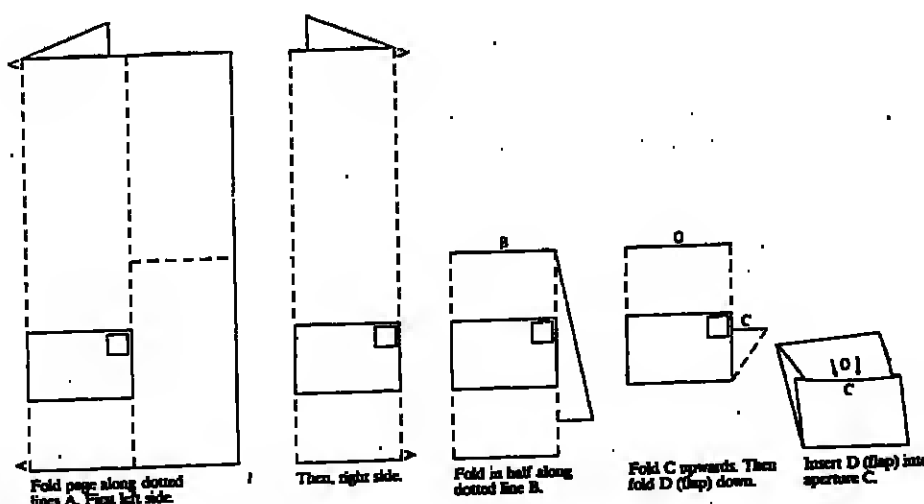 B
O
C
|O|
C
Fold page along dotted
lines A. First left side.
Then, right side.
Fold in half along
dotted line B.
Fold C upwards. Then
fold D (flap) down.
Insert D (flap) into
aperture C.